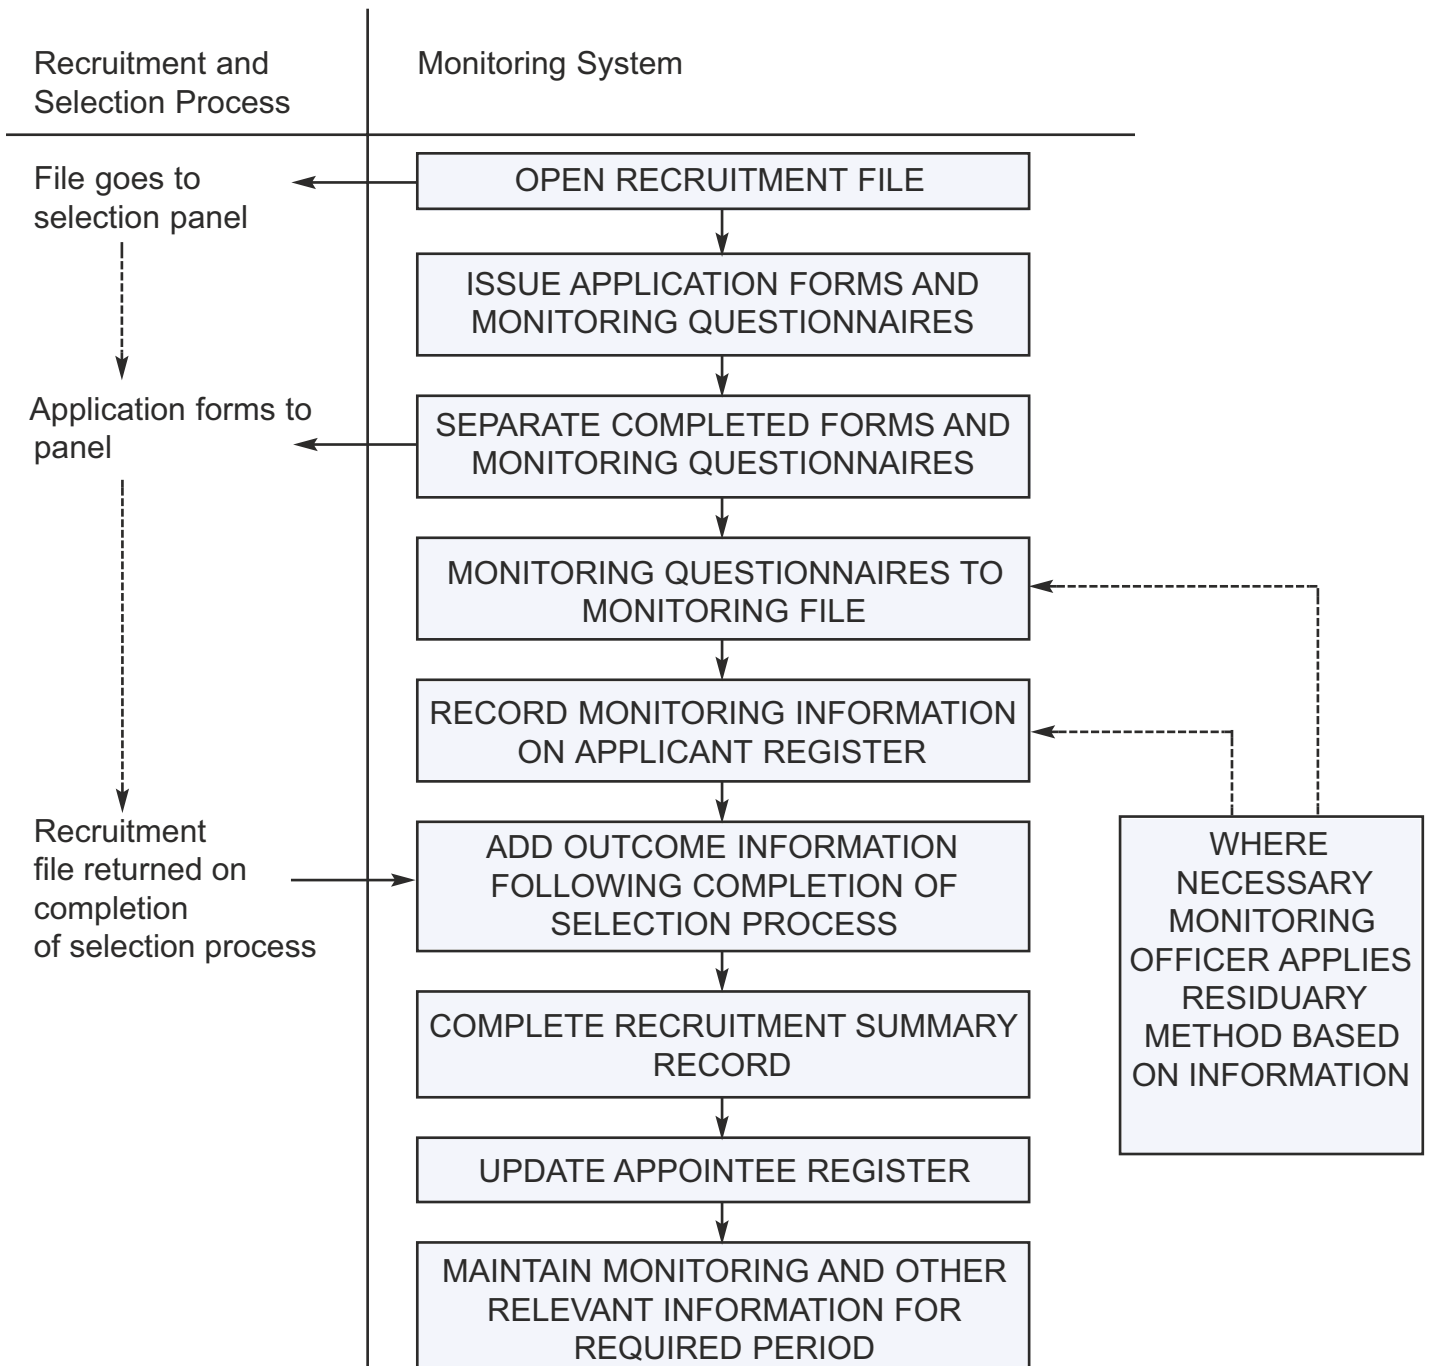 Recruitment and
Selection Process
Monitoring System
File goes to
selection panel
OPEN RECRUITMENT FILE
ISSUE APPLICATION FORMS AND
MONITORING QUESTIONNAIRES
Application forms to
panel
SEPARATE COMPLETED FORMS AND
MONITORING QUESTIONNAIRES
MONITORING QUESTIONNAIRES TO
MONITORING FILE
RECORD MONITORING INFORMATION
ON APPLICANT REGISTER
Recruitment
file returned on
completion
of selection process
ADD OUTCOME INFORMATION
FOLLOWING COMPLETION OF
SELECTION PROCESS
WHERE
NECESSARY
MONITORING
OFFICER APPLIES
RESIDUARY
METHOD BASED
ON INFORMATION
COMPLETE RECRUITMENT SUMMARY
RECORD
UPDATE APPOINTEE REGISTER
MAINTAIN MONITORING AND OTHER
RELEVANT INFORMATION FOR
REQUIRED PERIOD